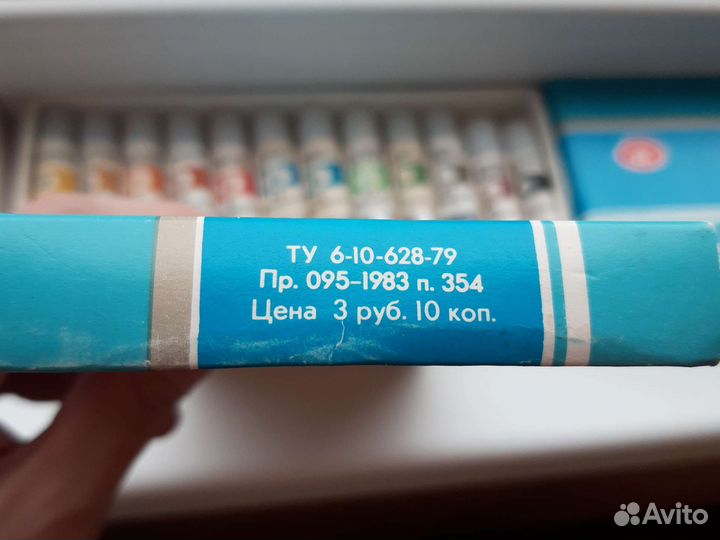 ТУ 6-10-628-79
Пр. 095-1983 п. 354
Цена 3 руб. 10 коп.
Avito